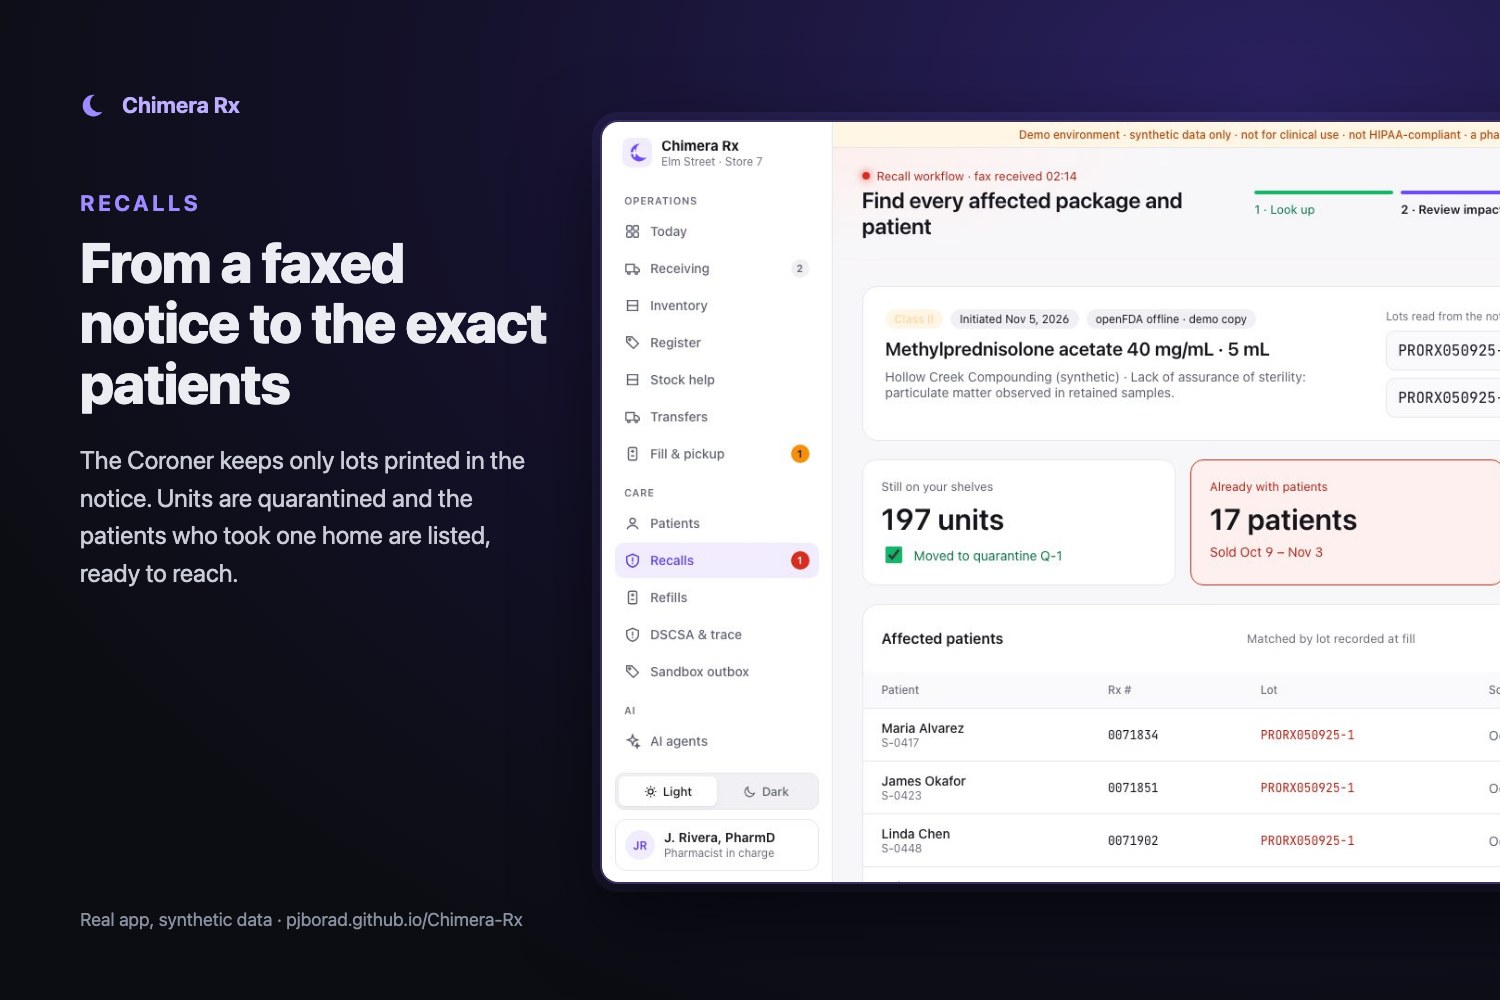 Chimera Rx
RECALLS
From a faxed
notice to the exact
patients
The Coroner keeps only lots printed in the
notice. Units are quarantined and the
patients who took one home are listed,
ready to reach.
Real app, synthetic data · pjborad.github.io/Chimera-Rx
Chimera Rx
Elm Street · Store 7
OPERATIONS
Today
Receiving 2
Inventory
Register
Stock help
Transfers
Fill & pickup 1
CARE
Patients
Recalls 1
Refills
DSCSA & trace
Sandbox outbox
AI
AI agents
Light Dark
JR
J. Rivera, PharmD
Pharmacist in charge
Demo environment · synthetic data only · not for clinical use · not HIPAA-compliant · a pha
Recall workflow · fax received 02:14
Find every affected package and
patient
1 · Look up
2 · Review impact
Class II Initiated Nov 5, 2026 openFDA offline · demo copy
Methylprednisolone acetate 40 mg/mL · 5 mL
Hollow Creek Compounding (synthetic) · Lack of assurance of sterility:
particulate matter observed in retained samples.
Lots read from the not
PRORX050925-
PRORX050925-
Still on your shelves
197 units
Moved to quarantine Q-1
Already with patients
17 patients
Sold Oct 9 – Nov 3
Affected patients Matched by lot recorded at fill
Patient Rx # Lot So
Maria Alvarez 0071834 PRORX050925-1 O
S-0417
James Okafor 0071851 PRORX050925-1 O
S-0423
Linda Chen 0071902 PRORX050925-1 O
S-0448